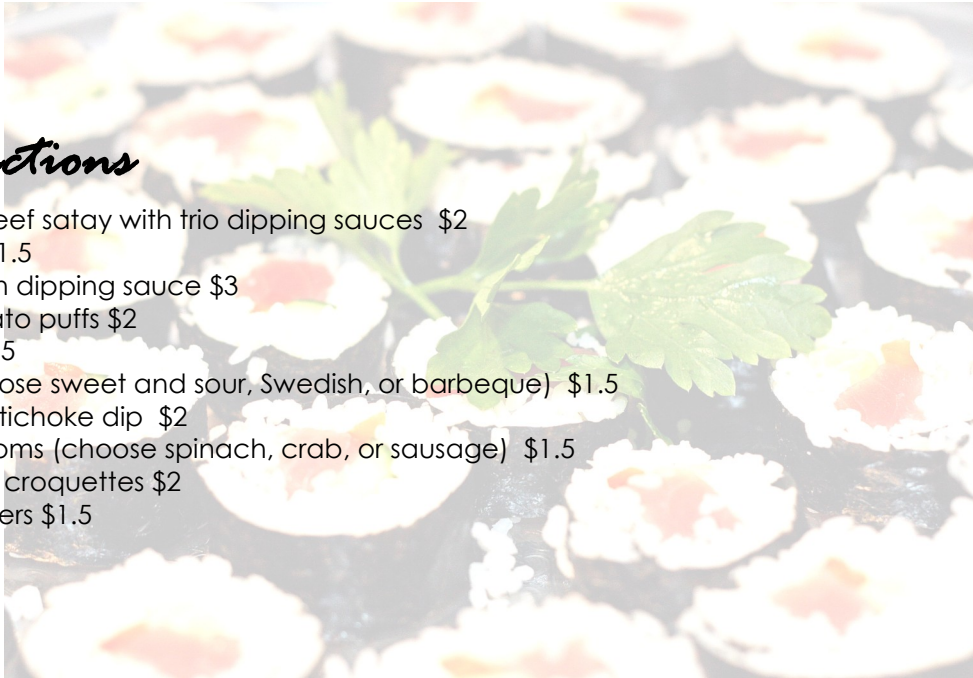 ctions
eef satay with trio dipping sauces  $2
1.5
dipping sauce $3
ato puffs $2
5
ose sweet and sour, Swedish, or barbeque)  $1.5
tichoke dip  $2
oms (choose spinach, crab, or sausage)  $1.5
croquettes $2
ers $1.5